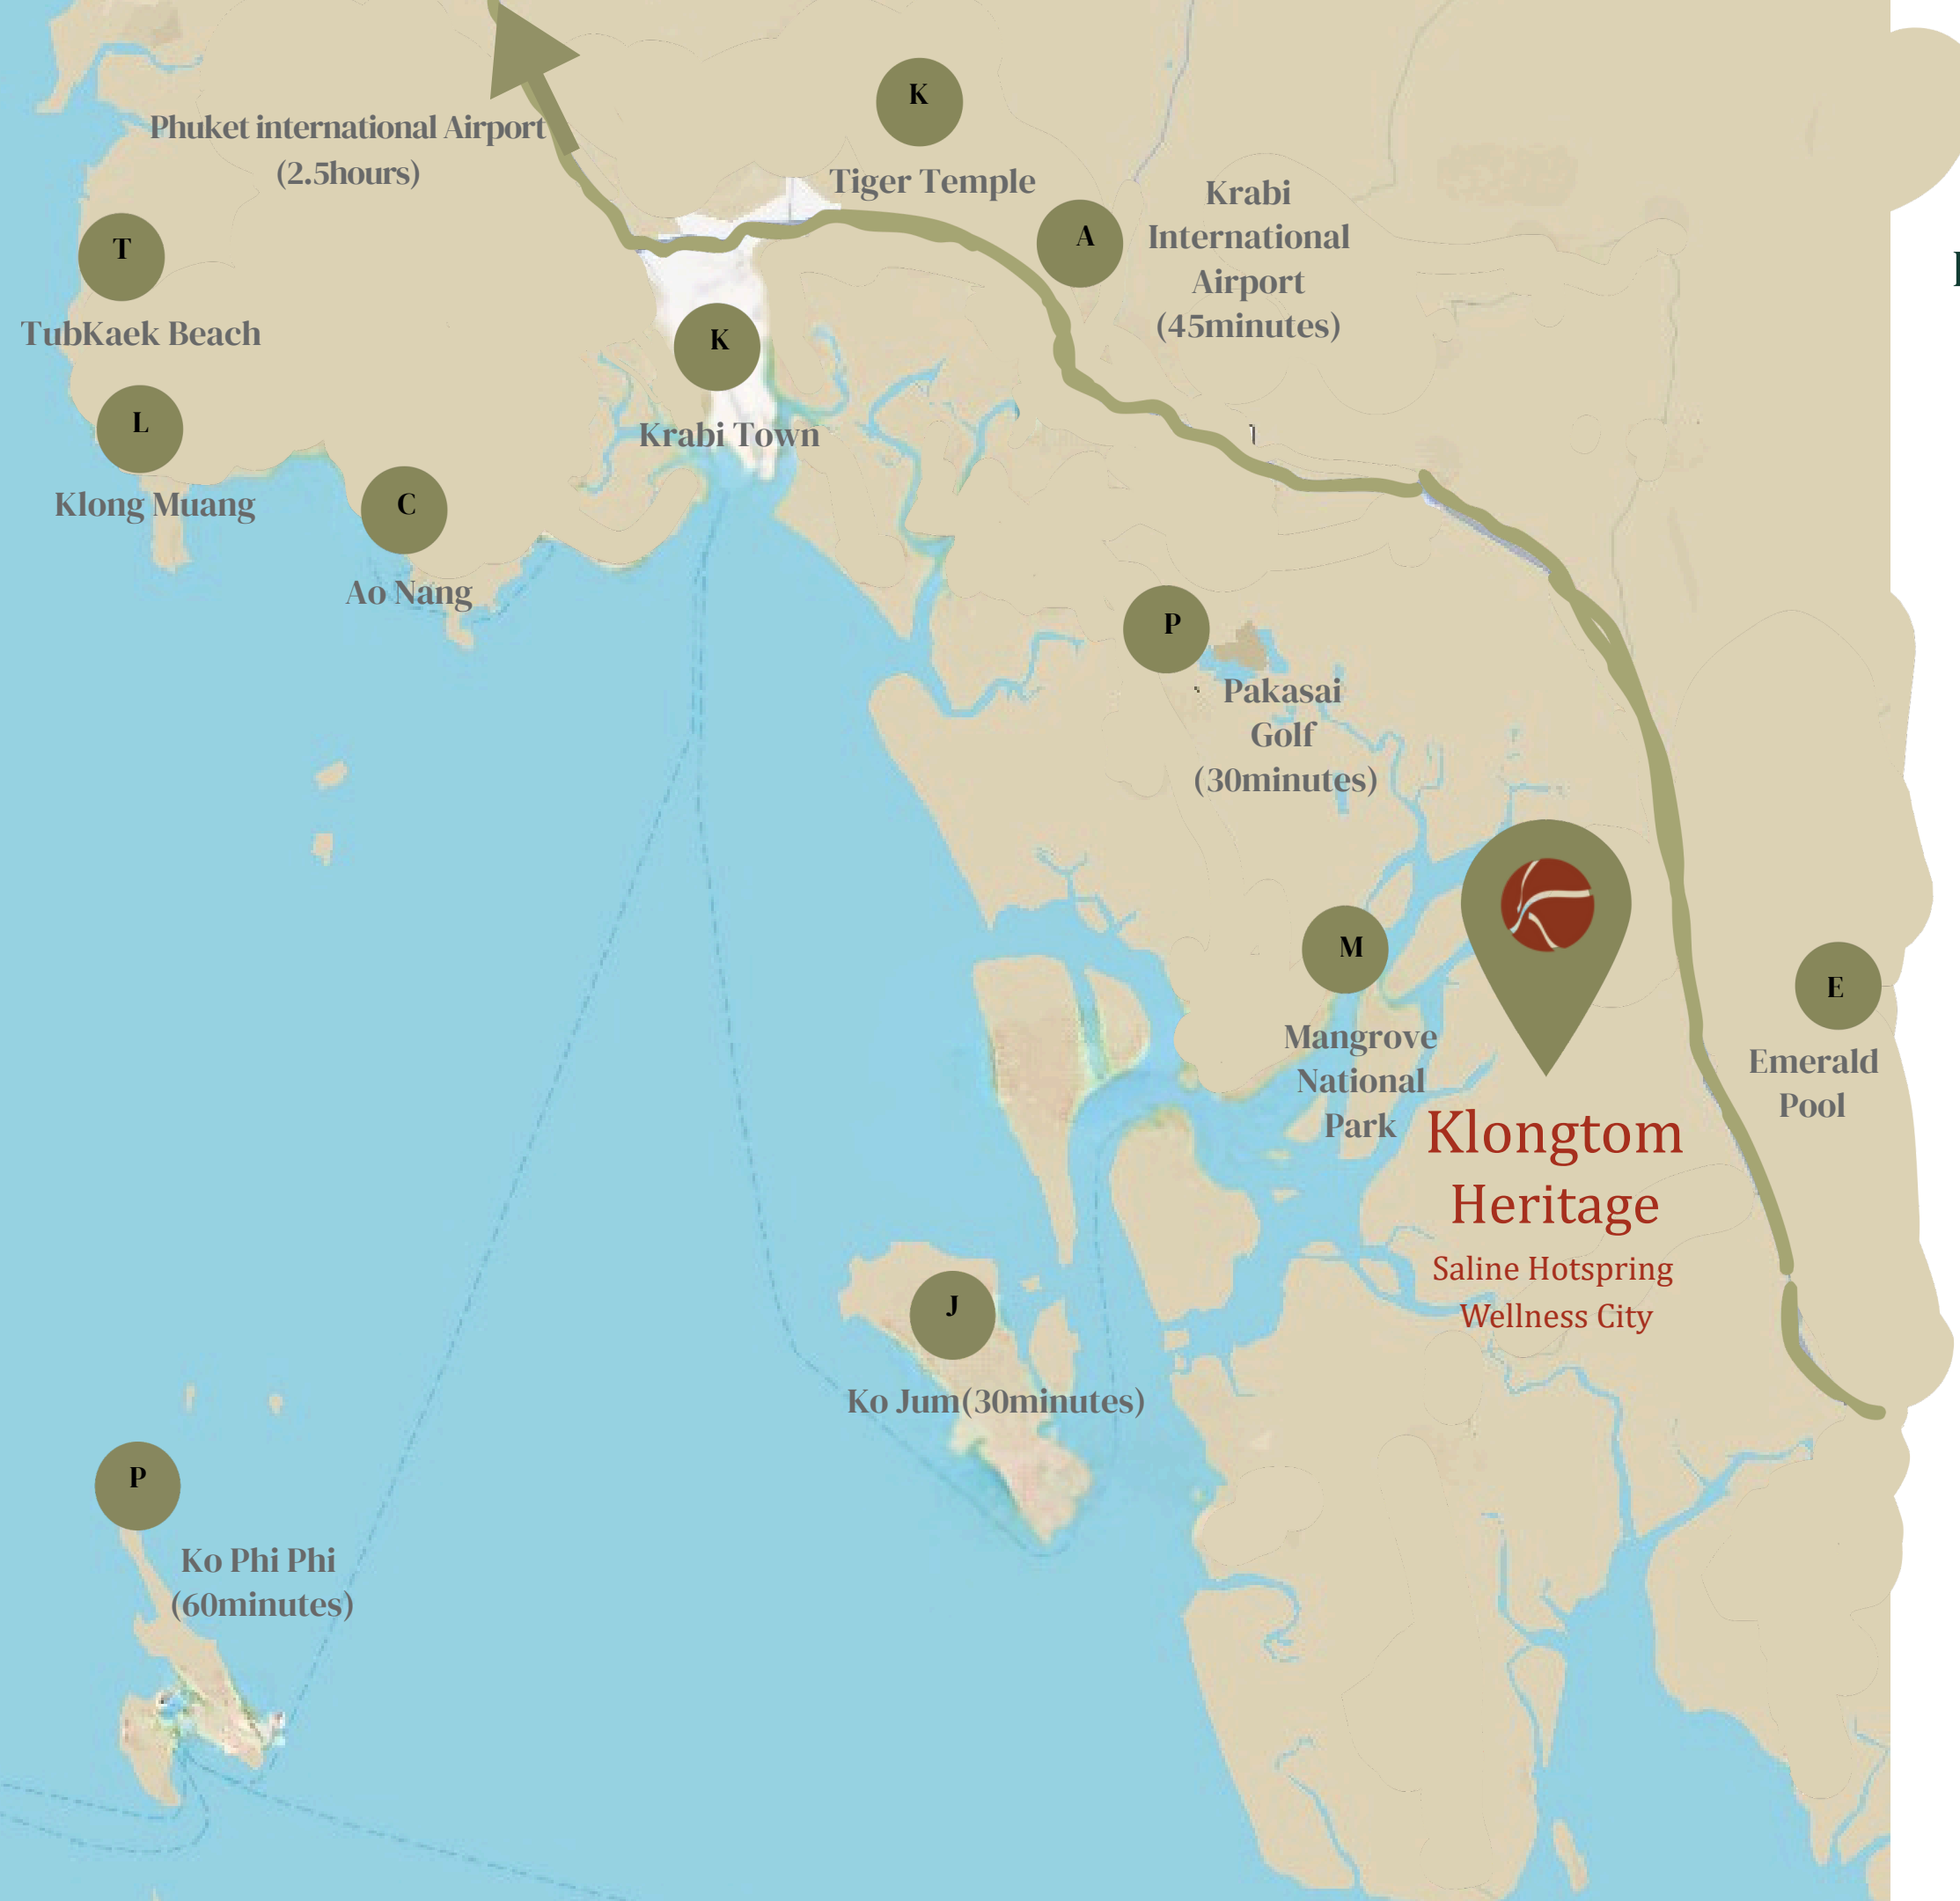 K
Phuket international Airport
(2.5hours)
Tiger Temple
A
Krabi
International
Airport
(45minutes)
T
TubKaek Beach
K
Krabi Town
L
Klong Muang
C
Ao Nang
P
Pakasai
Golf
(30minutes)
M
Mangrove
National
Park
E
Emerald
Pool
Klongtom
Heritage
Saline Hotspring
Wellness City
J
Ko Jum(30minutes)
P
Ko Phi Phi
(60minutes)